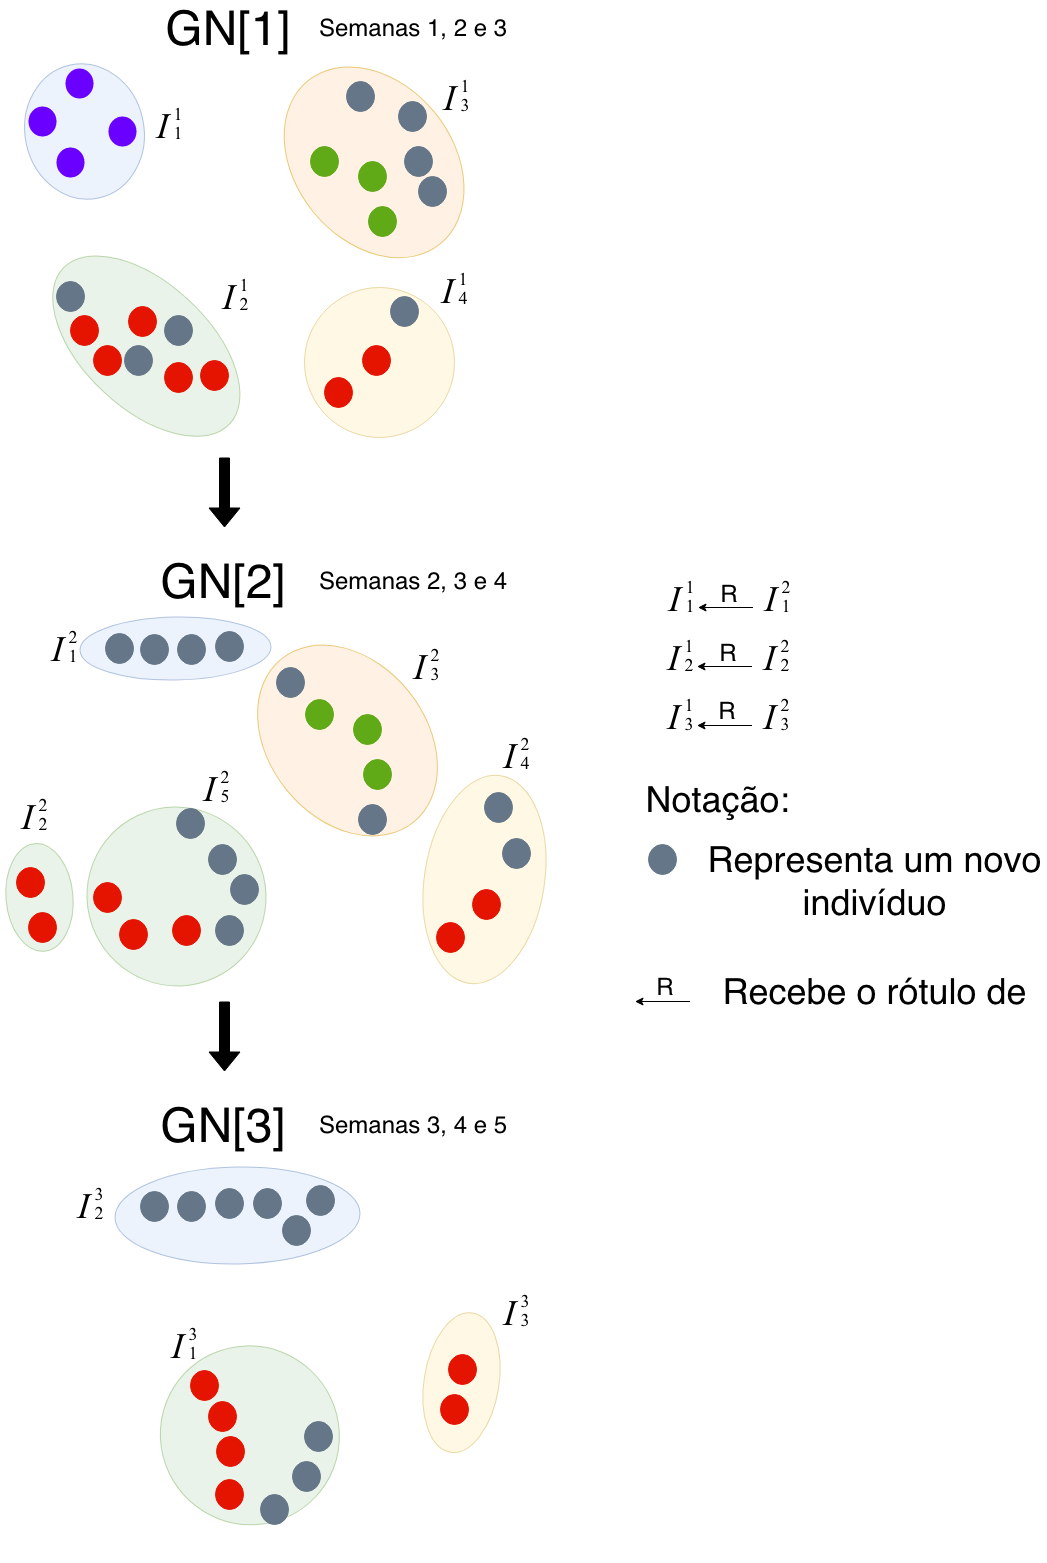 GN[1] Semanas 1, 2 e 3
I_1^1
I_3^1
I_2^1
I_4^1
GN[2] Semanas 2, 3 e 4
I_1^2
I_3^2
I_4^2
I_5^2
I_2^2
I_1^1 ←R I_1^2
I_2^1 ←R I_2^2
I_3^1 ←R I_3^2
Notação:
Representa um novo
indivíduo
←R Recebe o rótulo de
GN[3] Semanas 3, 4 e 5
I_2^3
I_3^3
I_1^3